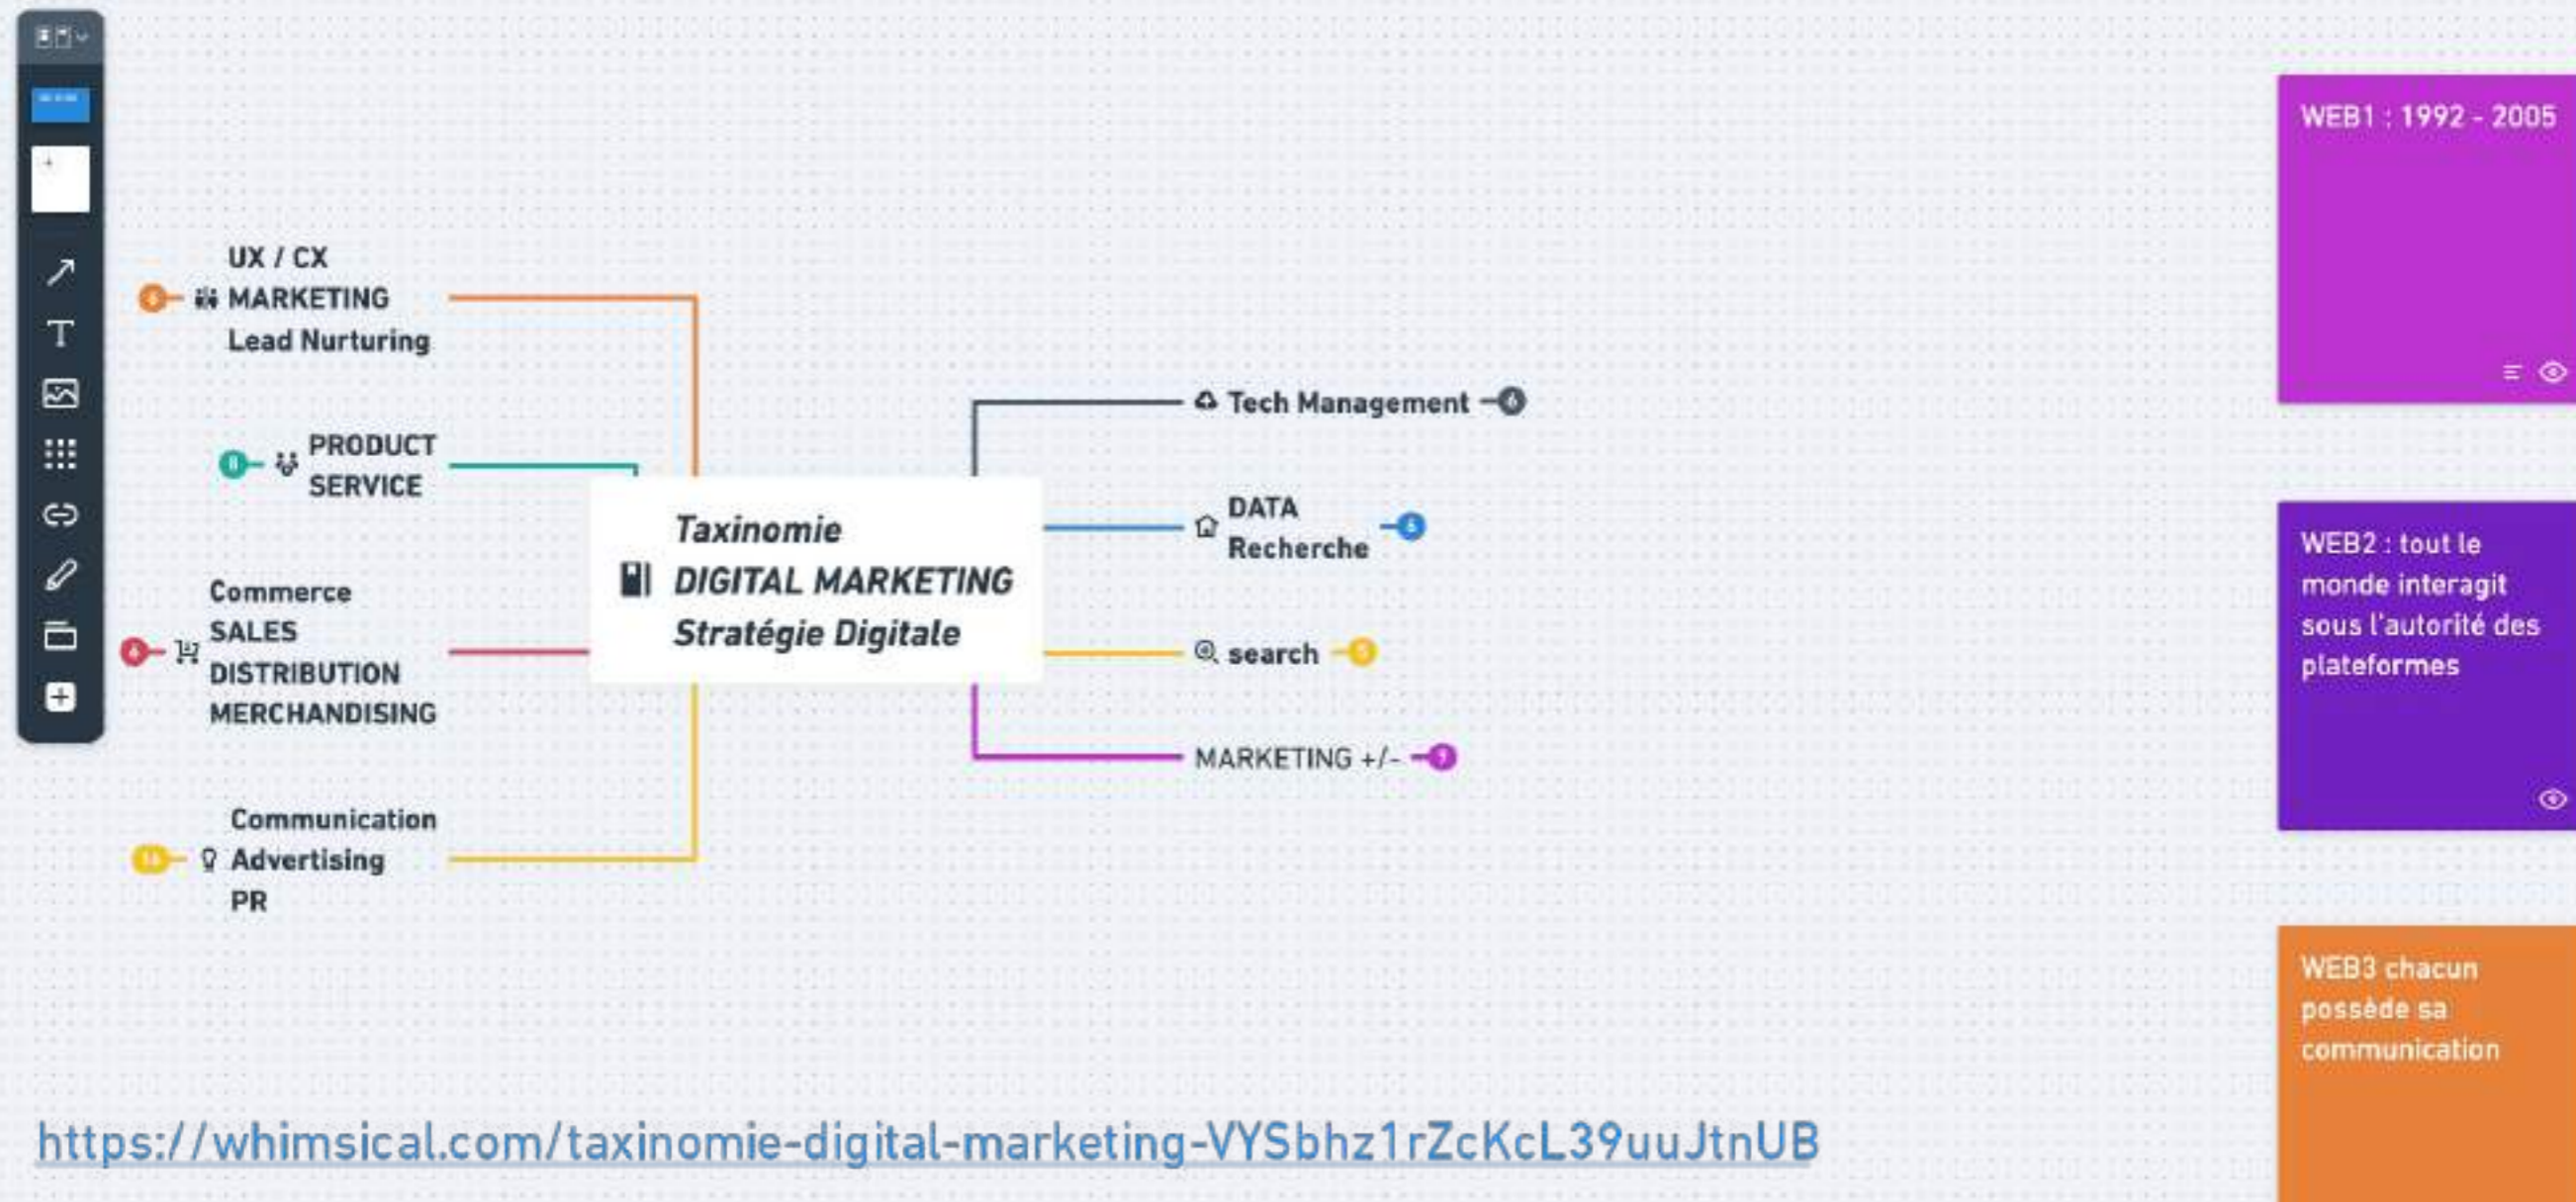 UX / CX
MARKETING
Lead Nurturing
PRODUCT
SERVICE
Commerce
SALES
DISTRIBUTION
MERCHANDISING
Communication
Advertising
PR
Taxinomie
DIGITAL MARKETING
Stratégie Digitale
Tech Management
DATA
Recherche
search
MARKETING +/-
WEB1 : 1992 - 2005
WEB2 : tout le
monde interagit
sous l'autorité des
plateformes
WEB3 chacun
possède sa
communication
https://whimsical.com/taxinomie-digital-marketing-VYSbhz1rZcKcL39uuJtnUB